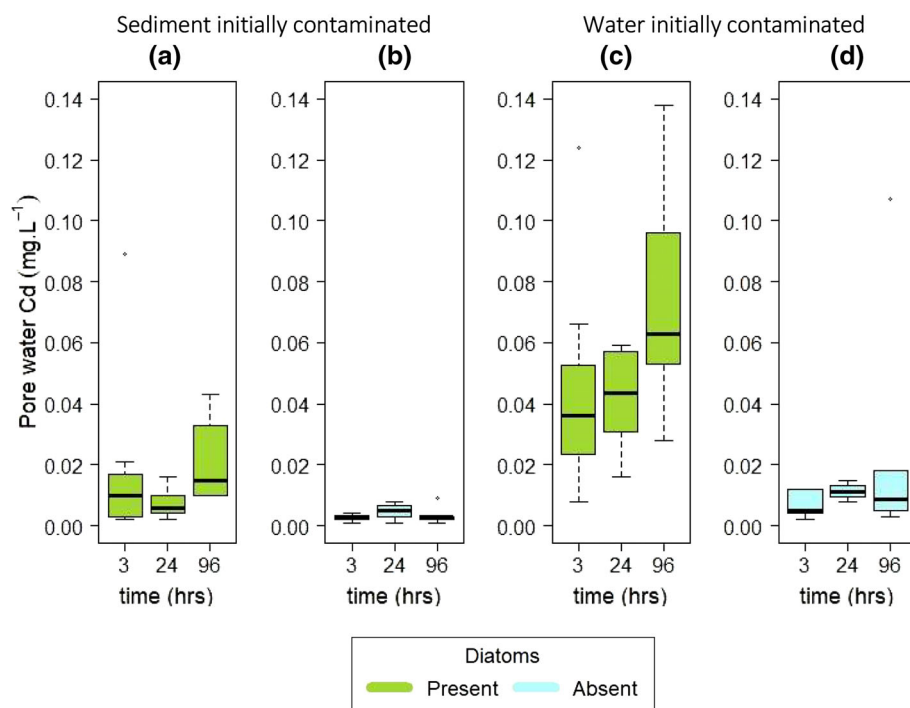 Sediment initially contaminated
Water initially contaminated
(a)
(b)
(c)
(d)
Pore water Cd (mg.L⁻¹)
0.14
0.12
0.10
0.08
0.06
0.04
0.02
0.00
3 24 96
time (hrs)
0.14
0.12
0.10
0.08
0.06
0.04
0.02
0.00
3 24 96
time (hrs)
0.14
0.12
0.10
0.08
0.06
0.04
0.02
0.00
3 24 96
time (hrs)
0.14
0.12
0.10
0.08
0.06
0.04
0.02
0.00
3 24 96
time (hrs)
Diatoms
Present Absent